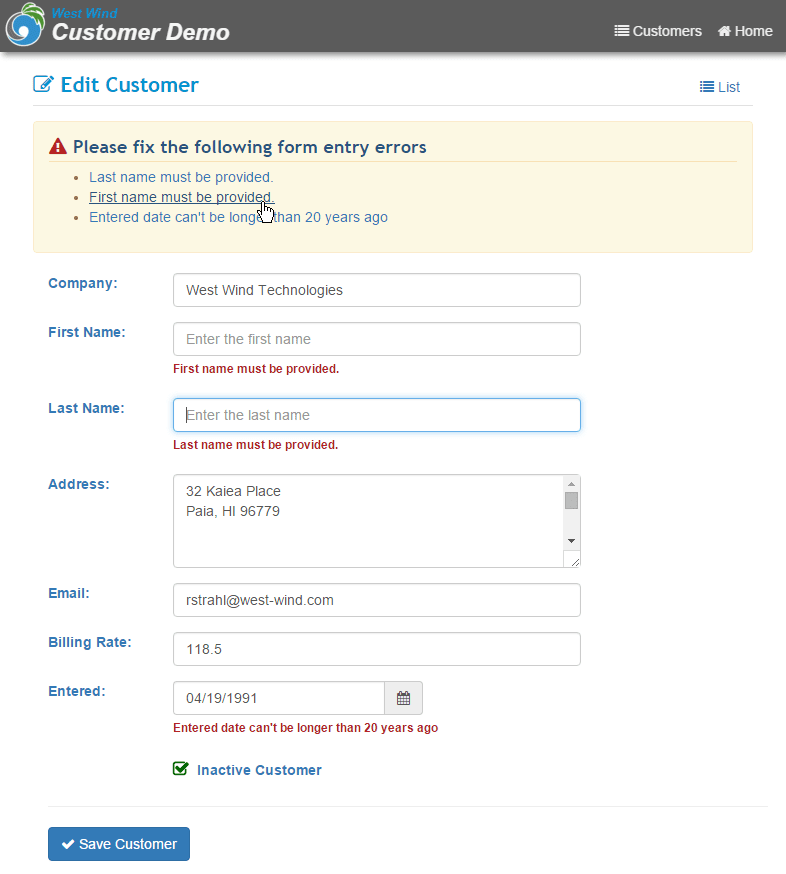 West Wind
Customer Demo
Customers Home
Edit Customer
List
Please fix the following form entry errors
Last name must be provided.
First name must be provided.
Entered date can't be longer than 20 years ago
Company:
West Wind Technologies
First Name:
Enter the first name
First name must be provided.
Last Name:
Enter the last name
Last name must be provided.
Address:
32 Kaiea Place
Paia, HI 96779
Email:
rstrahl@west-wind.com
Billing Rate:
118.5
Entered:
04/19/1991
Entered date can't be longer than 20 years ago
Inactive Customer
Save Customer